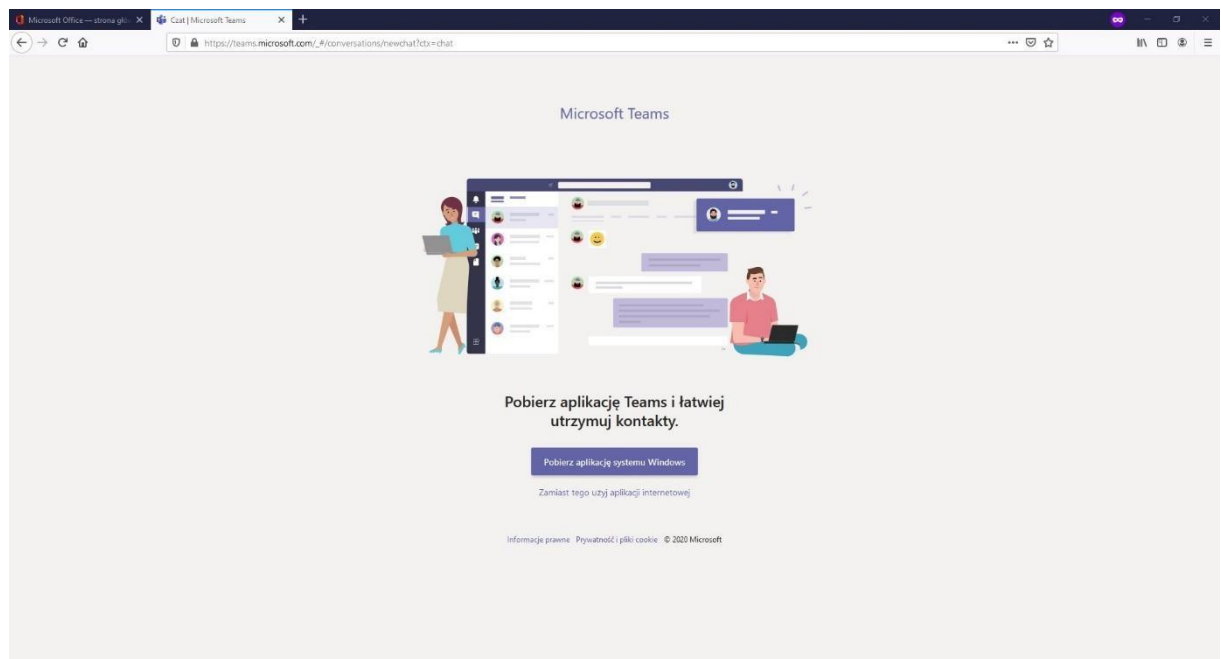 Microsoft Office — strona głó
Czat | Microsoft Teams
https://teams.microsoft.com/_#/conversations/newchat?ctx=chat
Microsoft Teams
Pobierz aplikację Teams i łatwiej
utrzymuj kontakty.
Pobierz aplikację systemu Windows
Zamiast tego użyj aplikacji internetowej
Informacje prawne Prywatność i pliki cookie © 2020 Microsoft